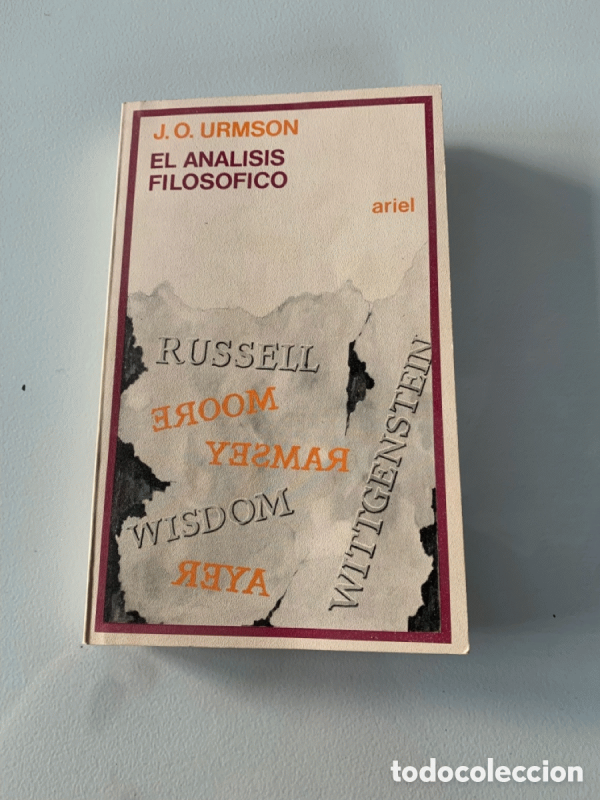 J. O. URMSON
EL ANALISIS
FILOSOFICO
ariel
RUSSELL
MOORE
RAMSEY
WISDOM
AYER
WITTGENSTEIN
todocoleccion